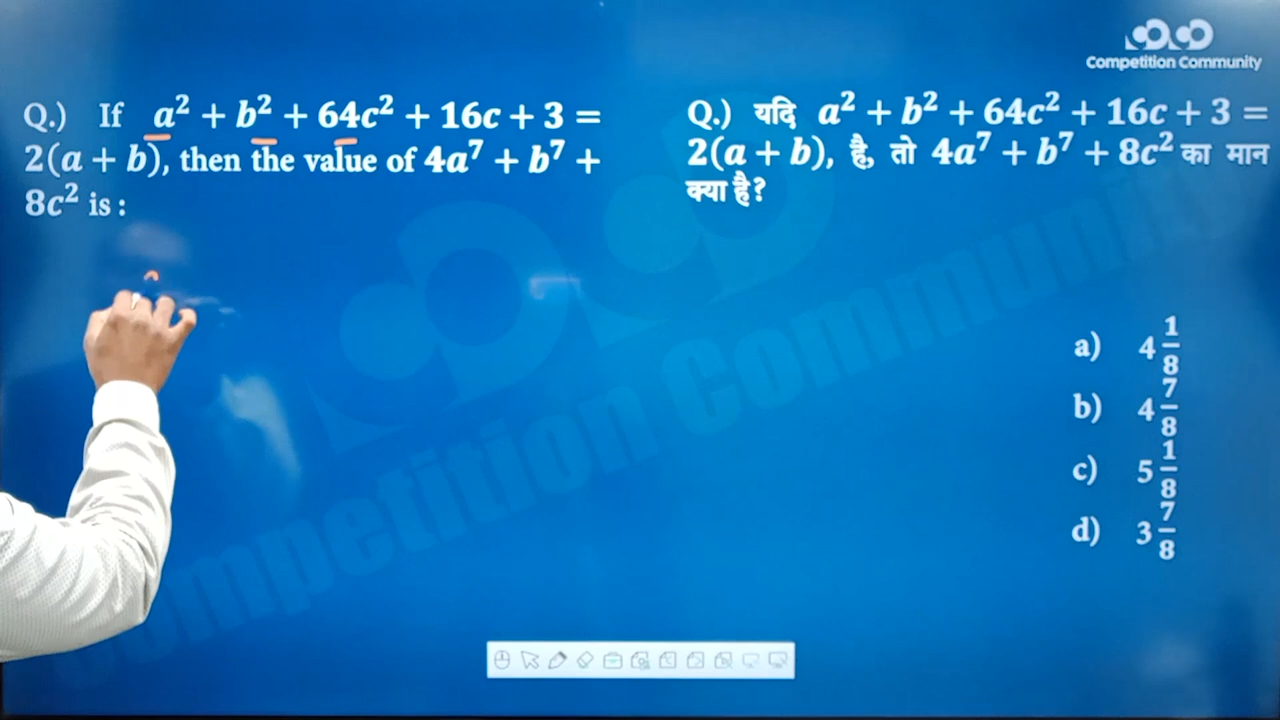 Competition Community
Q.) If a² + b² + 64c² + 16c + 3 =
2(a + b), then the value of 4a⁷ + b⁷ +
8c² is :
Q.) यदि a² + b² + 64c² + 16c + 3 =
2(a + b), है, तो 4a⁷ + b⁷ + 8c² का मान
क्या है?
a) 4 1/8
b) 4 7/8
c) 5 1/8
d) 3 7/8
Competition Community